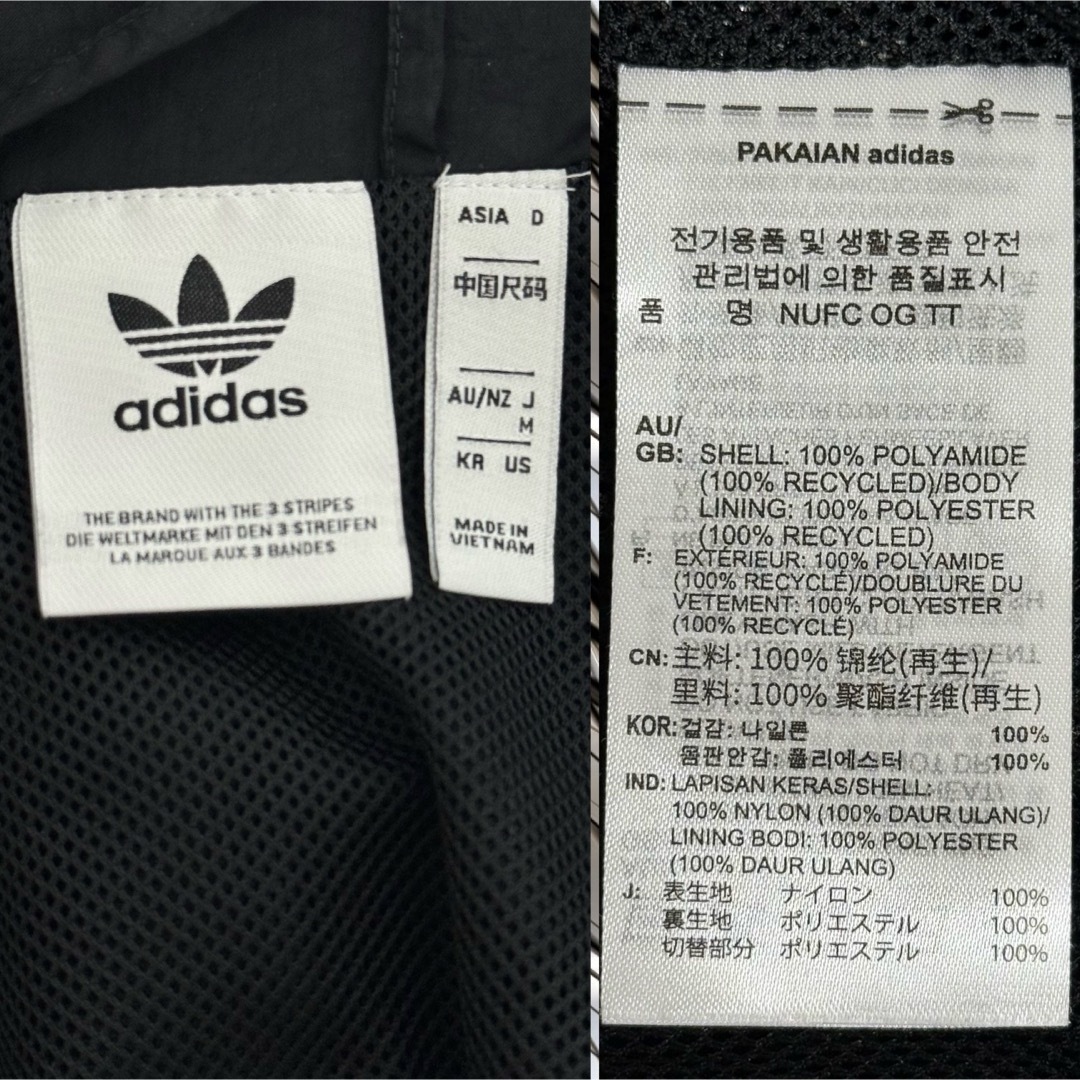 adidas
THE BRAND WITH THE 3 STRIPES
DIE WELTMARKE MIT DEN 3 STREIFEN
LA MARQUE AUX 3 BANDES
ASIA D
中国尺码
AU/NZ J
M
KR US
MADE IN
VIETNAM
PAKAIAN adidas
전기용품 및 생활용품 안전
관리법에 의한 품질표시
품 명 NUFC OG TT
AU/
GB: SHELL: 100% POLYAMIDE
(100% RECYCLED)/BODY
LINING: 100% POLYESTER
(100% RECYCLED)
F: EXTÉRIEUR: 100% POLYAMIDE
(100% RECYCLÉ)/DOUBLURE DU
VETEMENT: 100% POLYESTER
(100% RECYCLÉ)
CN: 主料: 100% 锦纶(再生)/
里料: 100% 聚酯纤维(再生)
KOR: 겉감: 나일론 100%
몸판안감: 폴리에스터 100%
IND: LAPISAN KERAS/SHELL:
100% NYLON (100% DAUR ULANG)/
LINING BODI: 100% POLYESTER
(100% DAUR ULANG)
J: 表生地 ナイロン 100%
裏生地 ポリエステル 100%
切替部分 ポリエステル 100%